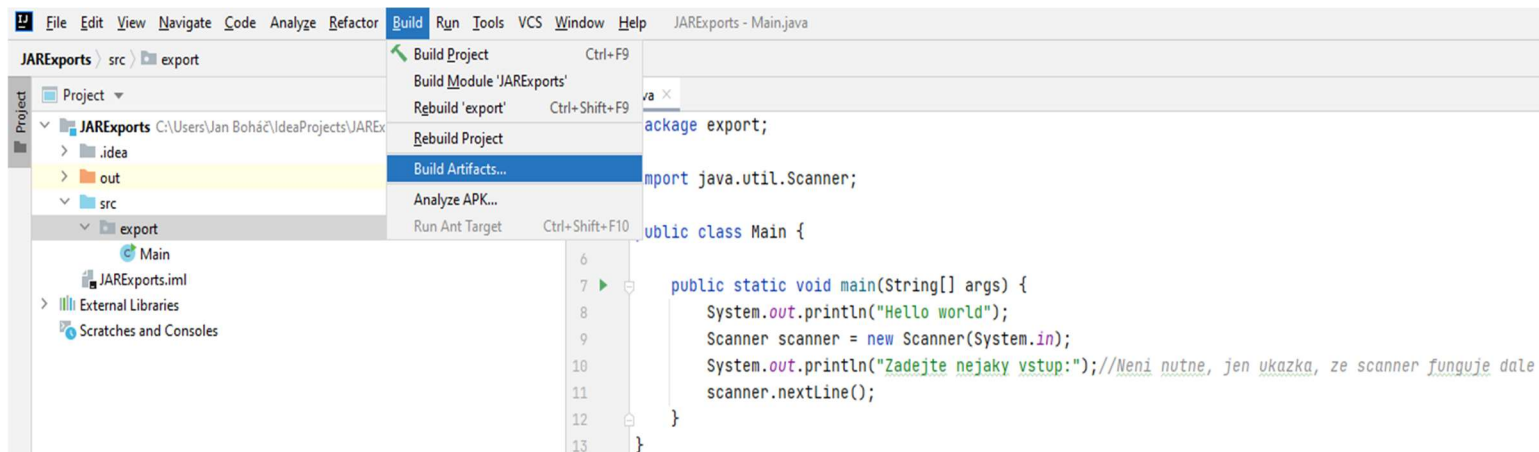 File Edit View Navigate Code Analyze Refactor Build Run Tools VCS Window Help JARExports - Main.java
JARExports src export
Project
Project
JARExports C:\Users\Jan Boháč\IdeaProjects\JAREx
.idea
out
src
export
Main
JARExports.iml
External Libraries
Scratches and Consoles
Build Project Ctrl+F9
Build Module 'JARExports'
Rebuild 'export' Ctrl+Shift+F9
Rebuild Project
Build Artifacts...
Analyze APK...
Run Ant Target Ctrl+Shift+F10
va
ackage export;
mport java.util.Scanner;
ublic class Main {
6
7 public static void main(String[] args) {
8 System.out.println("Hello world");
9 Scanner scanner = new Scanner(System.in);
10 System.out.println("Zadejte nejaky vstup:");//Neni nutne, jen ukazka, ze scanner funguje dale
11 scanner.nextLine();
12 }
13 }